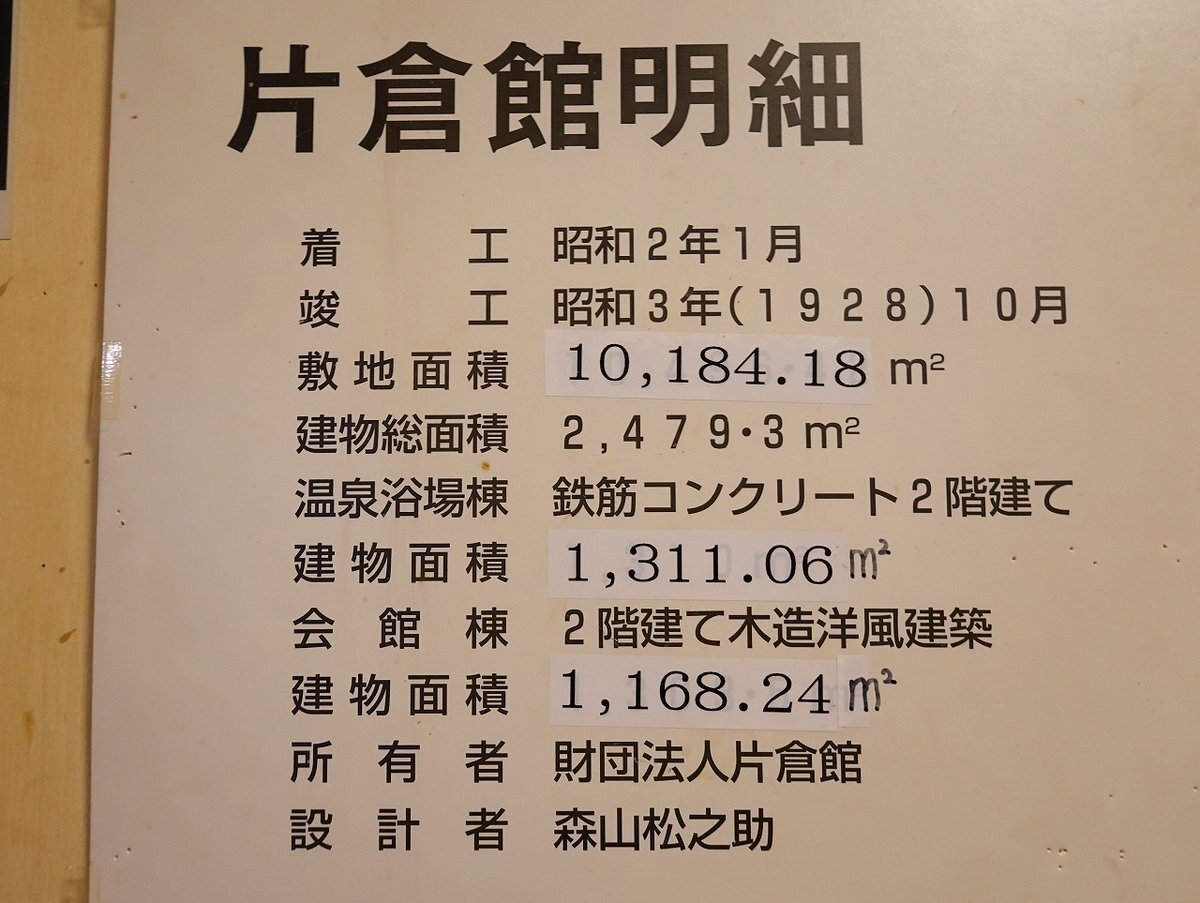 片倉館明細
着工 昭和2年1月
竣工 昭和3年(1928)10月
敷地面積 10,184.18 m²
建物総面積 2,479・3 m²
温泉浴場棟 鉄筋コンクリート2階建て
建物面積 1,311.06 m²
会館棟 2階建て木造洋風建築
建物面積 1,168.24 m²
所有者 財団法人片倉館
設計者 森山松之助